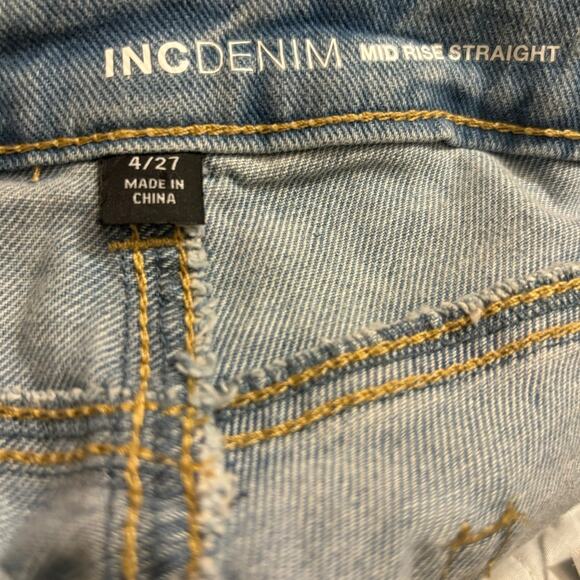 INCDENIM MID RISE STRAIGHT
4/27
MADE IN
CHINA